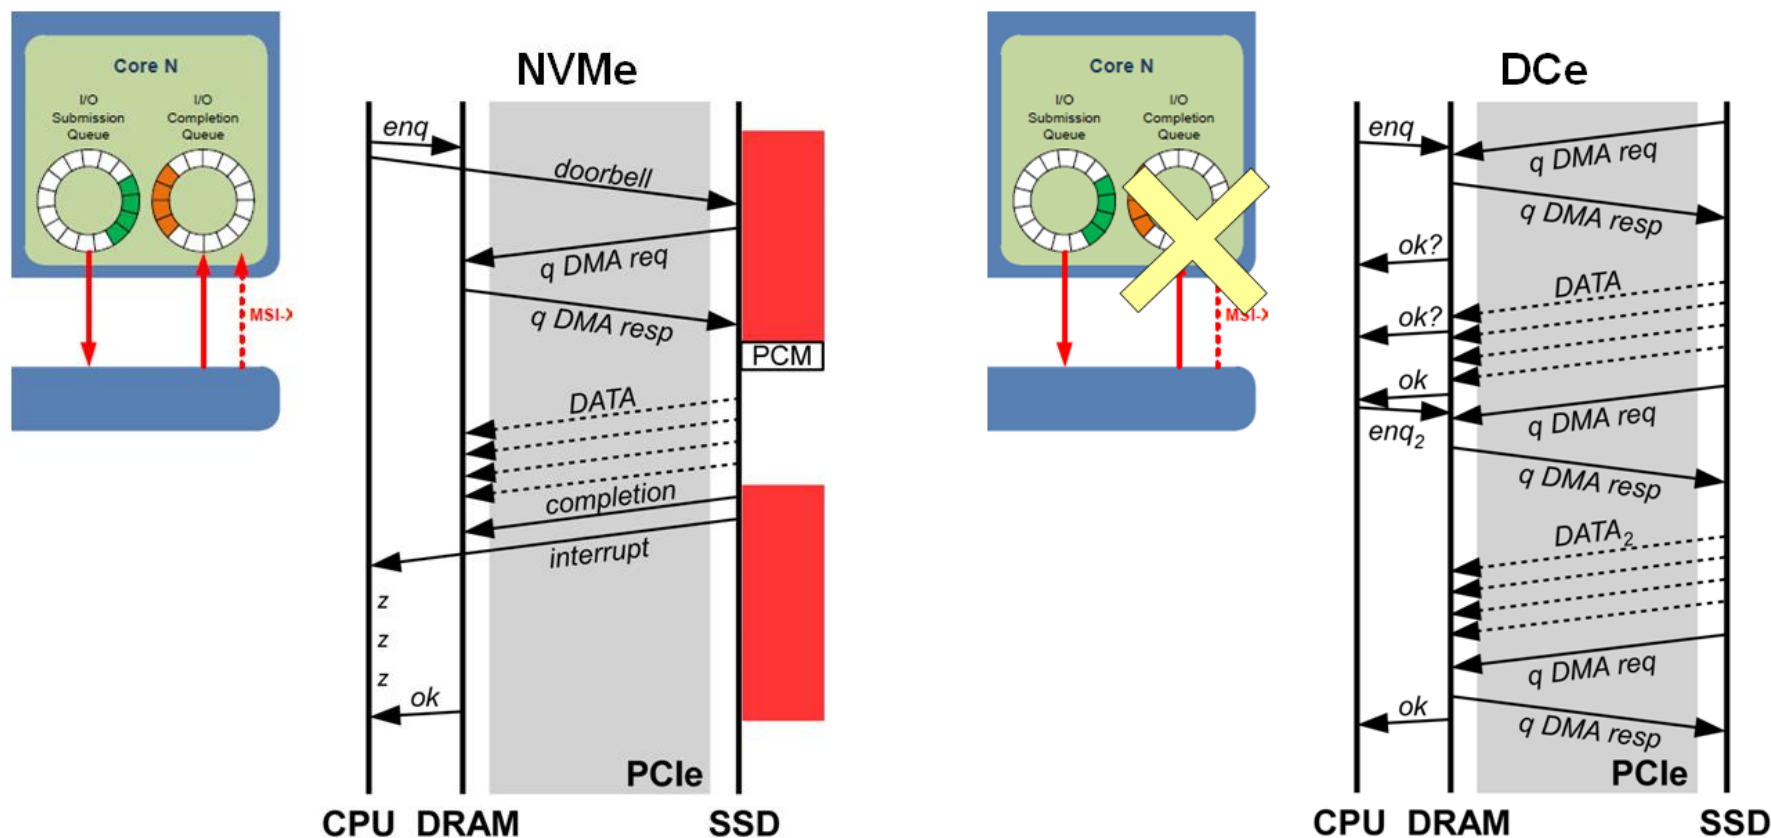 Core N
I/O
Submission
Queue
I/O
Completion
Queue
MSI-X
NVMe
enq
doorbell
q DMA req
q DMA resp
PCM
DATA
completion
interrupt
z
z
z
ok
PCIe
CPU DRAM SSD
Core N
I/O
Submission
Queue
I/O
Completion
Queue
MSI-X
DCe
enq
q DMA req
q DMA resp
ok?
DATA
ok?
ok
q DMA req
enq2
q DMA resp
DATA2
q DMA req
ok
q DMA resp
PCIe
CPU DRAM SSD